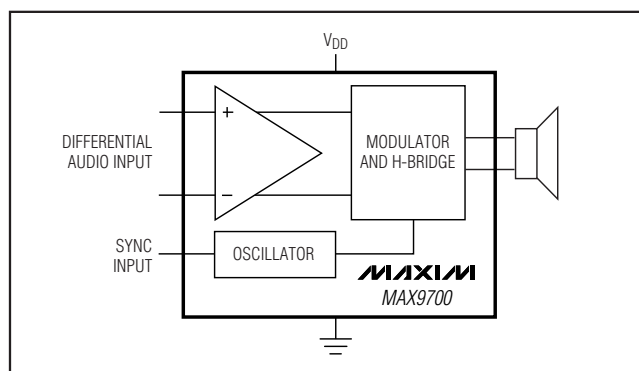 VDD
+
DIFFERENTIAL
AUDIO INPUT
−
MODULATOR
AND H-BRIDGE
SYNC
INPUT
OSCILLATOR
MAXIM
MAX9700